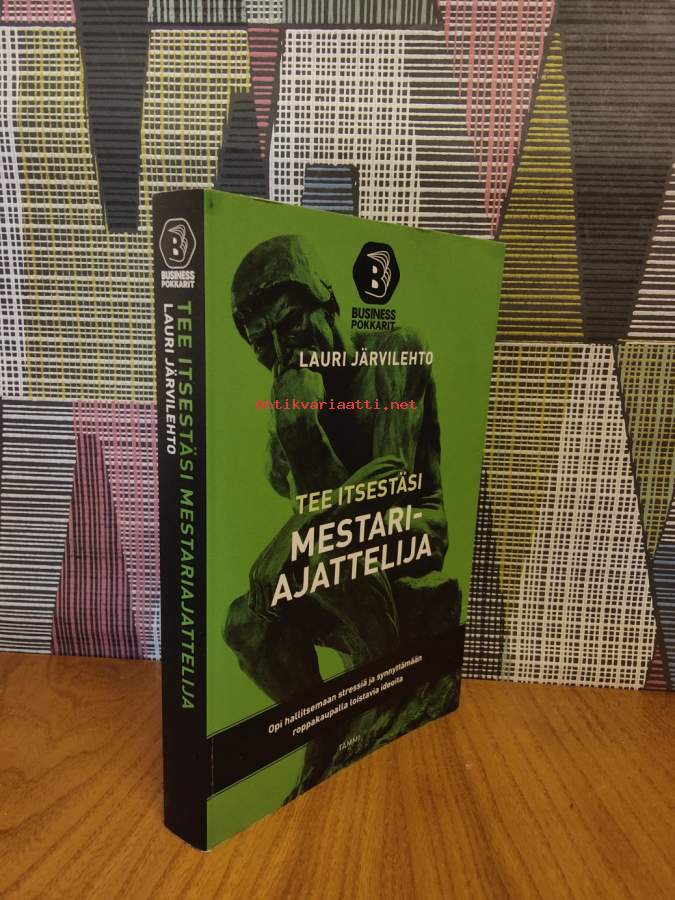 BUSINESS
POKKARIT
TEE ITSESTÄSI MESTARIAJATTELIJA
LAURI JÄRVILEHTO
B
BUSINESS
POKKARIT
LAURI JÄRVILEHTO
antikvariaatti.net
TEE ITSESTÄSI
MESTARI-
AJATTELIJA
Opi hallitsemaan stressiä ja synnyttämään
roppakaupalla loistavia ideoita
TAMMI